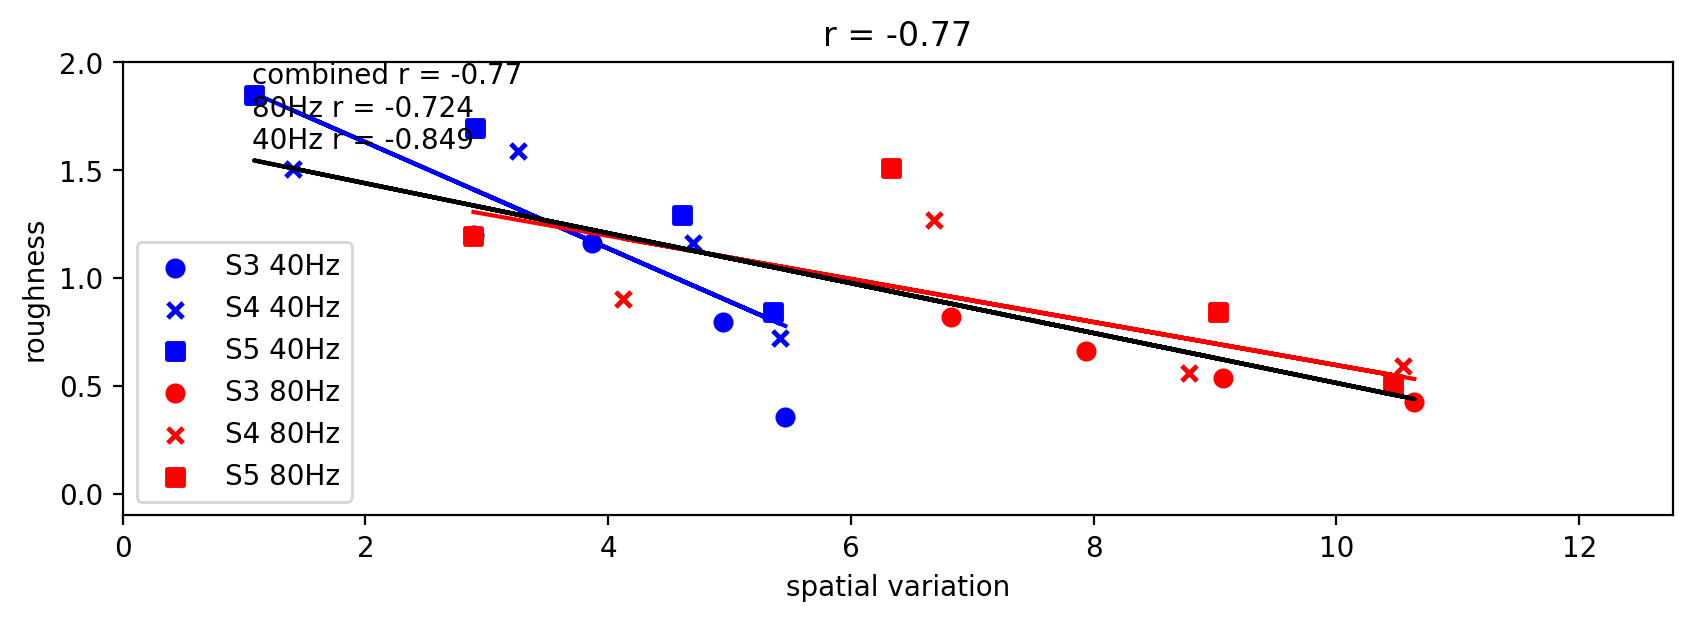 r = -0.77
combined r = -0.77
80Hz r = -0.724
40Hz r = -0.849
roughness
2.0
1.5
1.0
0.5
0.0
S3 40Hz
S4 40Hz
S5 40Hz
S3 80Hz
S4 80Hz
S5 80Hz
0 2 4 6 8 10 12
spatial variation